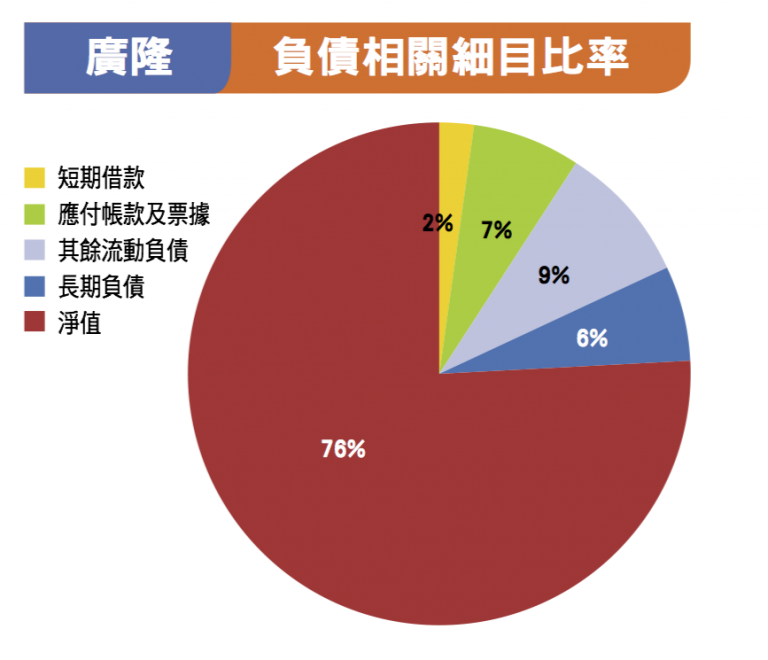 廣隆 負債相關細目比率
短期借款
應付帳款及票據
其餘流動負債
長期負債
淨值
2%
7%
9%
6%
76%